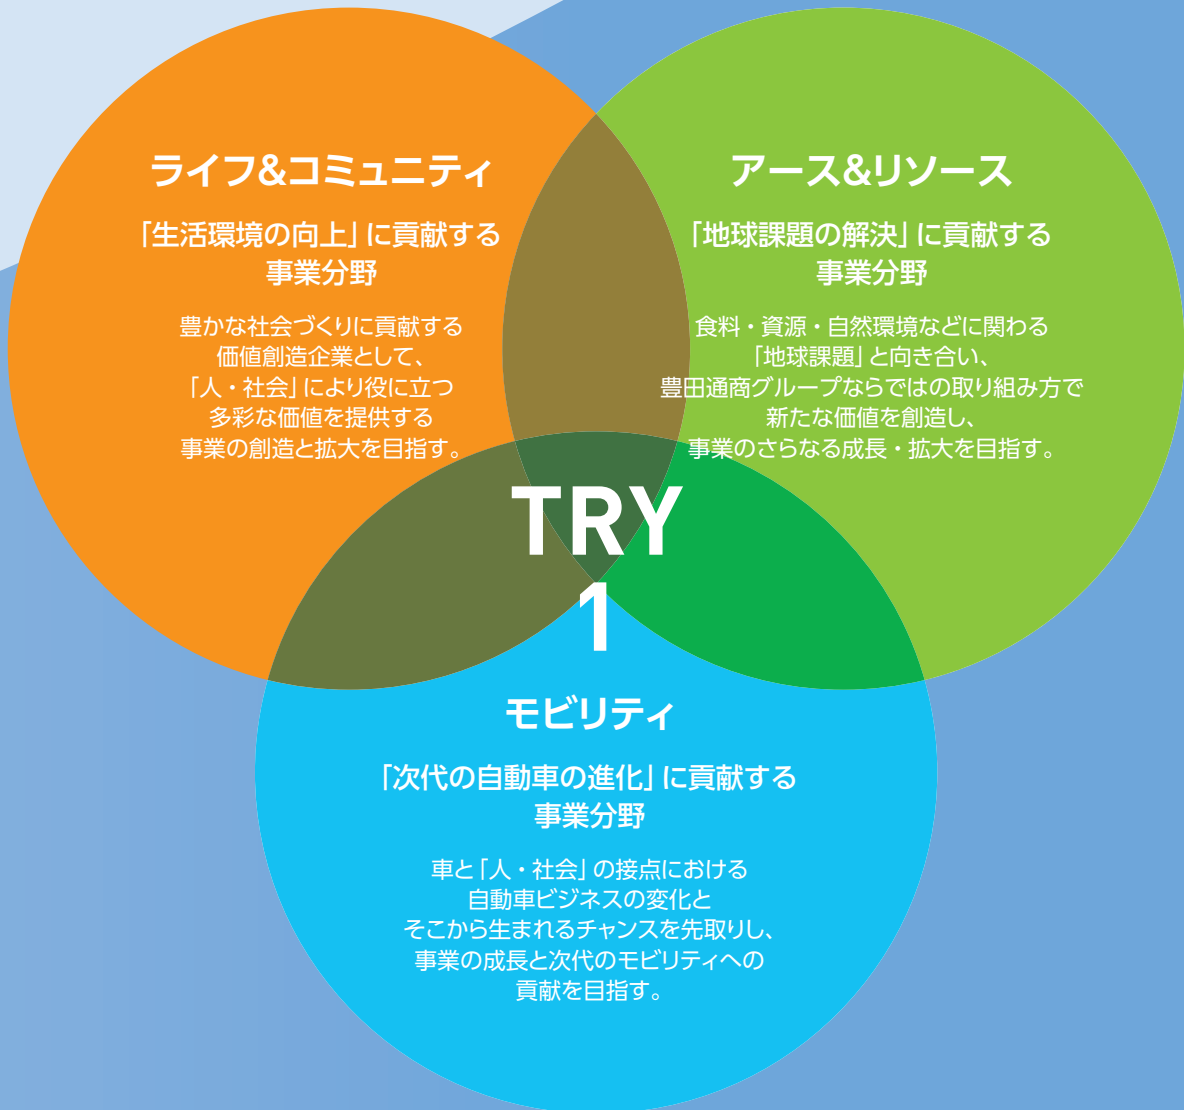 ライフ&コミュニティ
「生活環境の向上」に貢献する
事業分野
豊かな社会づくりに貢献する
価値創造企業として、
「人・社会」により役に立つ
多彩な価値を提供する
事業の創造と拡大を目指す。
アース&リソース
「地球課題の解決」に貢献する
事業分野
食料・資源・自然環境などに関わる
「地球課題」と向き合い、
豊田通商グループならではの取り組み方で
新たな価値を創造し、
事業のさらなる成長・拡大を目指す。
TRY
1
モビリティ
「次代の自動車の進化」に貢献する
事業分野
車と「人・社会」の接点における
自動車ビジネスの変化と
そこから生まれるチャンスを先取りし、
事業の成長と次代のモビリティへの
貢献を目指す。